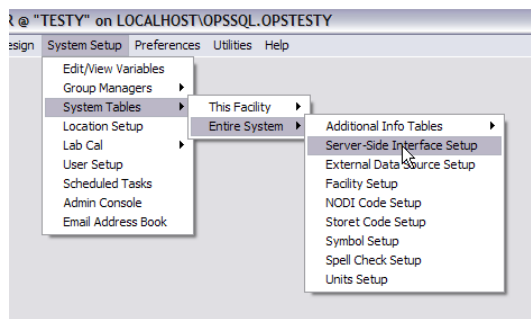 R @ "TESTY" on LOCALHOST\OPSSQL.OPSTESTY
esign System Setup Preferences Utilities Help
Edit/View Variables
Group Managers
System Tables
Location Setup
Lab Cal
User Setup
Scheduled Tasks
Admin Console
Email Address Book
This Facility
Entire System
Additional Info Tables
Server-Side Interface Setup
External Data Source Setup
Facility Setup
NODI Code Setup
Storet Code Setup
Symbol Setup
Spell Check Setup
Units Setup